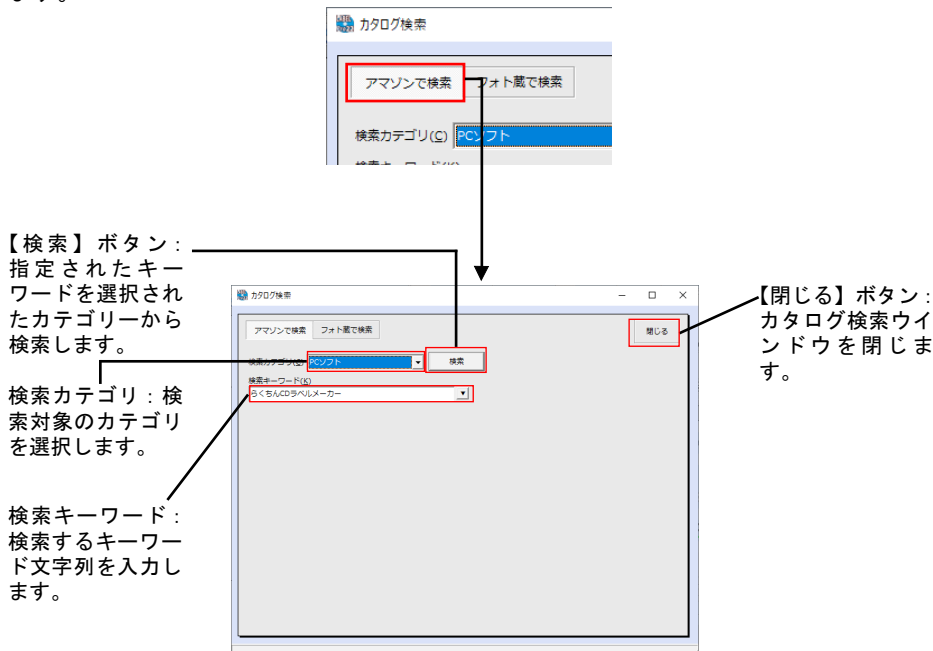 ます。
カタログ検索
アマゾンで検索 フォト蔵で検索
検索カテゴリ(C) PCソフト
【検索】ボタン：
指定されたキー
ワードを選択され
たカテゴリーから
検索します。
検索カテゴリ：検
索対象のカテゴリ
を選択します。
検索キーワード：
検索するキーワー
ド文字列を入力し
ます。
カタログ検索
アマゾンで検索 フォト蔵で検索 閉じる
検索カテゴリ(C) PCソフト 検索
検索キーワード(K)
らくちんCDラベルメーカー
【閉じる】ボタン：
カタログ検索ウイ
ンドウを閉じま
す。